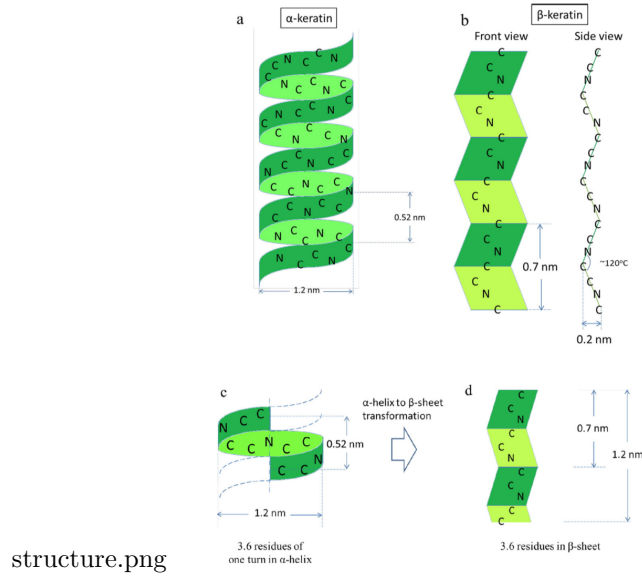 a
α-keratin
b
β-keratin
Front view
Side view
C C N C C N
C N C C N C
C N C C N C
C N C C N C
N C C N C C
C C N C C N
C N C C
N C C N C C
N C C N C
0.52 nm
1.2 nm
C
C
N
C
C
N
C
C
N
C
C
N
C
C
N
C
C
N
C
C
C
N
C
C
N
C
C
N
C
C
N
C
C
N
C
C
N
C
0.7 nm
~120°C
0.2 nm
c
N C C
C C N C C
N
C C
0.52 nm
1.2 nm
3.6 residues of
one turn in α-helix
α-helix to β-sheet
transformation
d
C
C
N
C
C
N
C
C
N
C
C
0.7 nm
1.2 nm
3.6 residues in β-sheet
structure.png